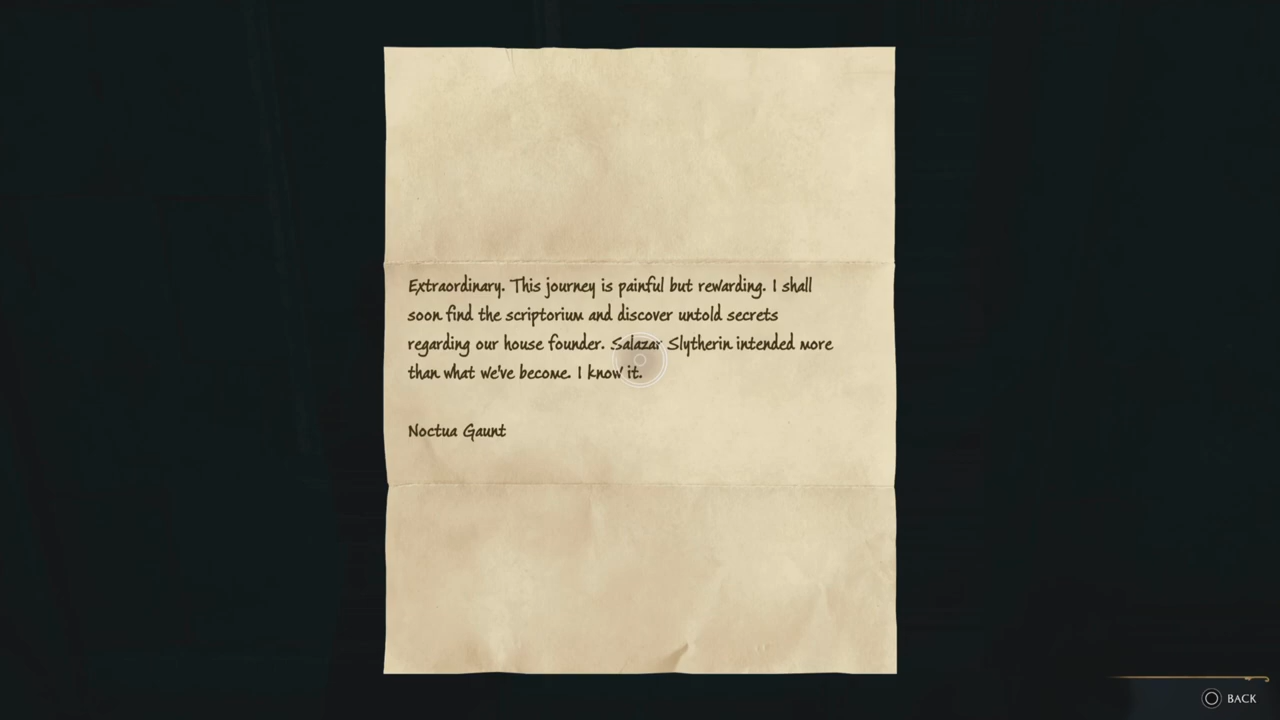 Extraordinary. This journey is painful but rewarding. I shall
soon find the scriptorium and discover untold secrets
regarding our house founder. Salazar Slytherin intended more
than what we've become. I know it.
Noctua Gaunt
BACK